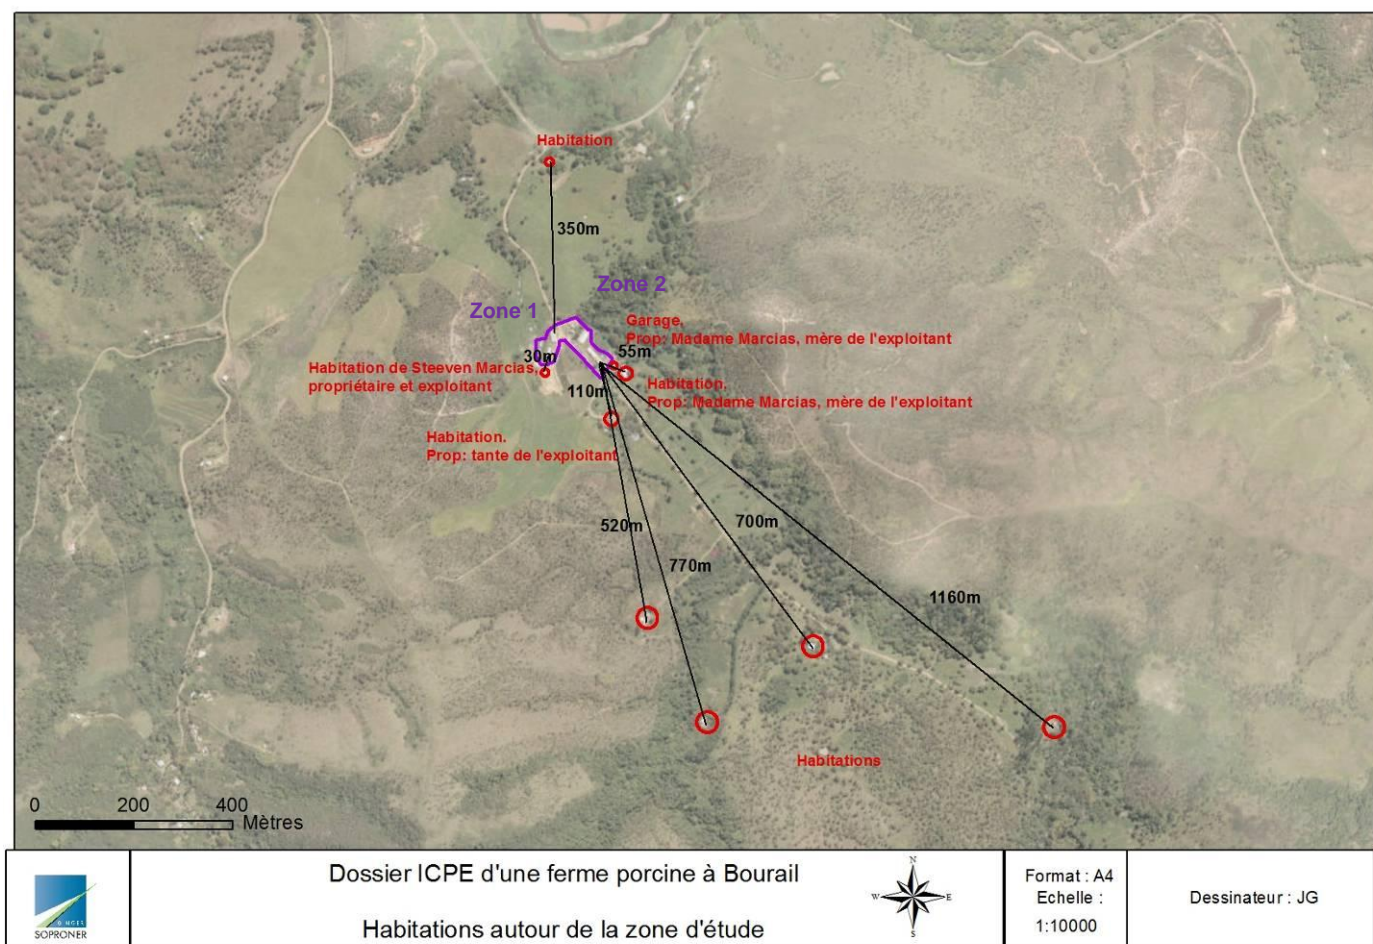 Habitation
350m
Zone 2
Zone 1
Garage,
Prop: Madame Marcias, mère de l'exploitant
55m
30m
Habitation de Steeven Marcias,
propriétaire et exploitant
110m
Habitation,
Prop: Madame Marcias, mère de l'exploitant
Habitation.
Prop: tante de l'exploitant
520m
700m
770m
1160m
Habitations
0 200 400
Mètres
Dossier ICPE d'une ferme porcine à Bourail
Habitations autour de la zone d'étude
N
W E
S
Format : A4
Echelle :
1:10000
Dessinateur : JG
SOPRONER